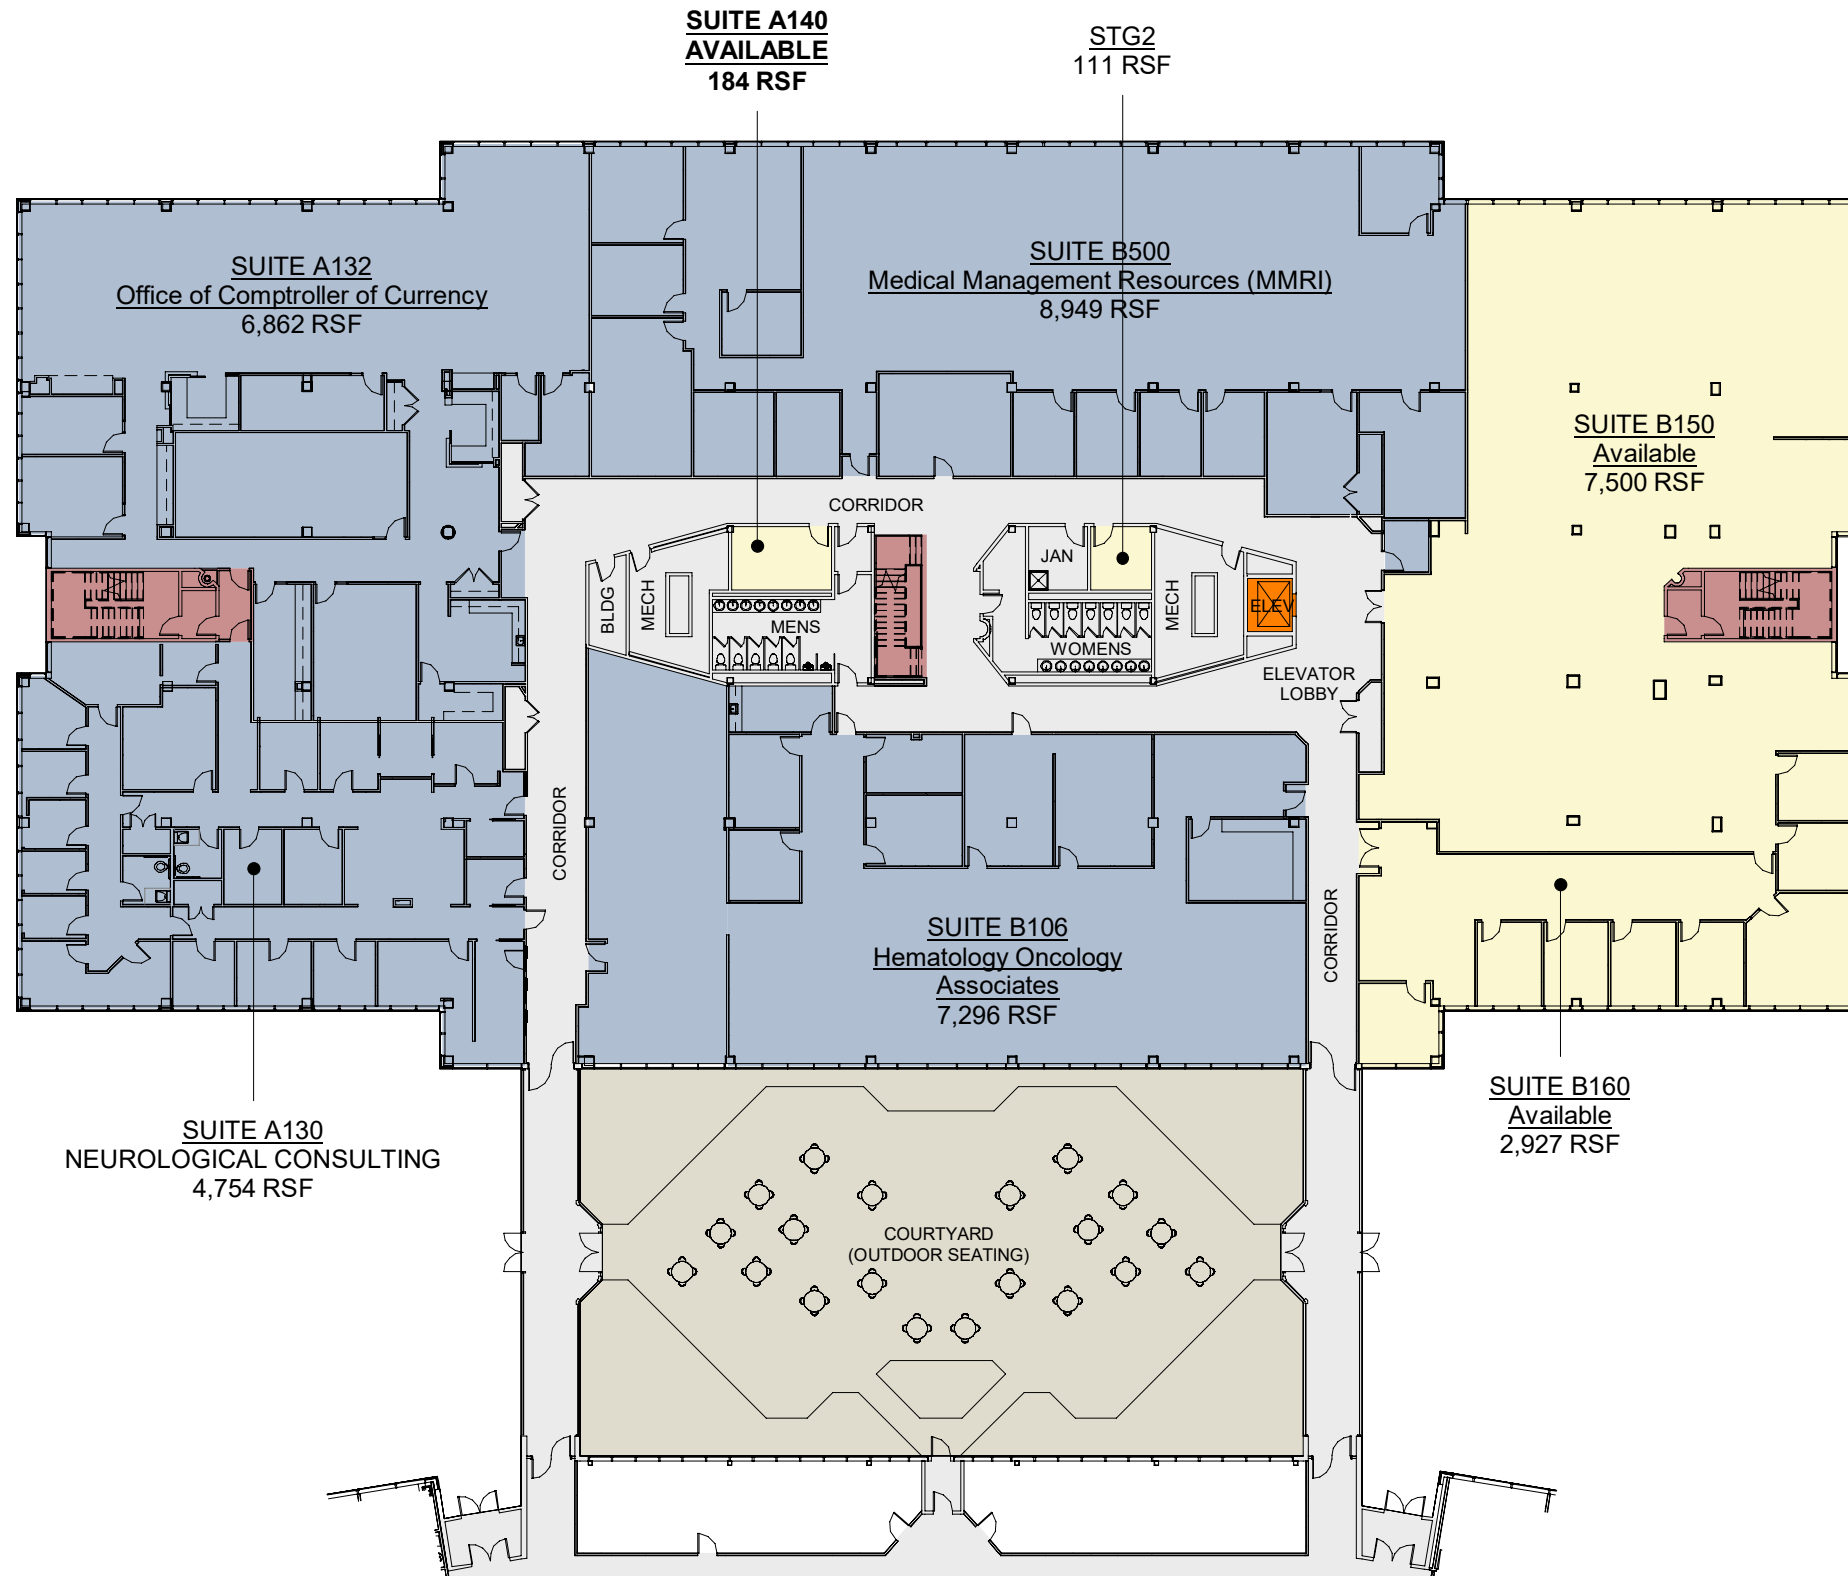 SUITE A140
AVAILABLE
184 RSF
STG2
111 RSF
SUITE A132
Office of Comptroller of Currency
6,862 RSF
SUITE B500
Medical Management Resources (MMRI)
8,949 RSF
SUITE B150
Available
7,500 RSF
CORRIDOR
JAN
BLDG
MECH
MENS
WOMENS
MECH
ELEV
ELEVATOR
LOBBY
CORRIDOR
CORRIDOR
SUITE B106
Hematology Oncology
Associates
7,296 RSF
SUITE A130
NEUROLOGICAL CONSULTING
4,754 RSF
SUITE B160
Available
2,927 RSF
COURTYARD
(OUTDOOR SEATING)